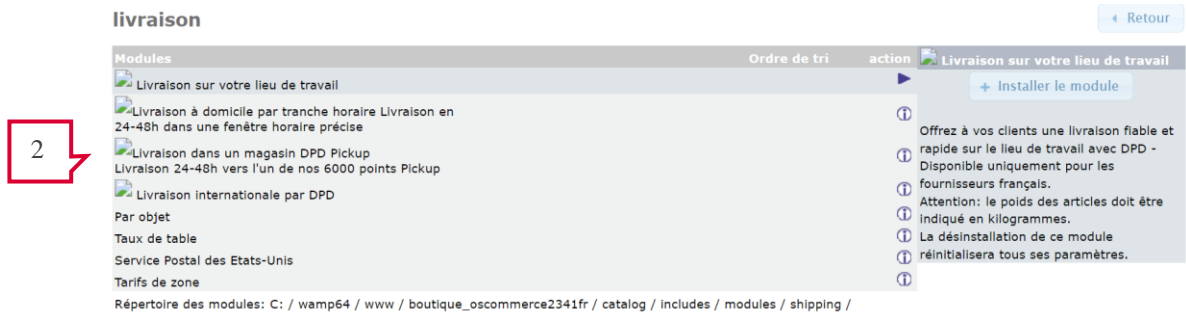 livraison
Retour
Modules Ordre de tri action
Livraison sur votre lieu de travail
Livraison à domicile par tranche horaire Livraison en
24-48h dans une fenêtre horaire précise
2
Livraison dans un magasin DPD Pickup
Livraison 24-48h vers l'un de nos 6000 points Pickup
Livraison internationale par DPD
Par objet
Taux de table
Service Postal des Etats-Unis
Tarifs de zone
Répertoire des modules: C: / wamp64 / www / boutique_oscommerce2341fr / catalog / includes / modules / shipping /
Livraison sur votre lieu de travail
+ Installer le module
Offrez à vos clients une livraison fiable et
rapide sur le lieu de travail avec DPD -
Disponible uniquement pour les
fournisseurs français.
Attention: le poids des articles doit être
indiqué en kilogrammes.
La désinstallation de ce module
réinitialisera tous ses paramètres.